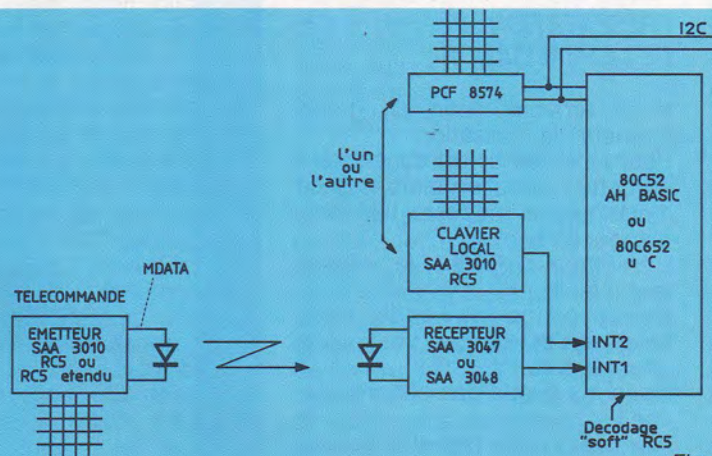 I2C
PCF 8574
l'un
ou
l'autre
80C52
AH BASIC
ou
80C652
u C
CLAVIER
LOCAL
SAA 3010
RC5
MDATA
TELECOMMANDE
EMETTEUR
SAA 3010
RC5 ou
RC5 etendu
RECEPTEUR
SAA 3047
ou
SAA 3048
INT2
INT1
Decodage
"soft" RC5